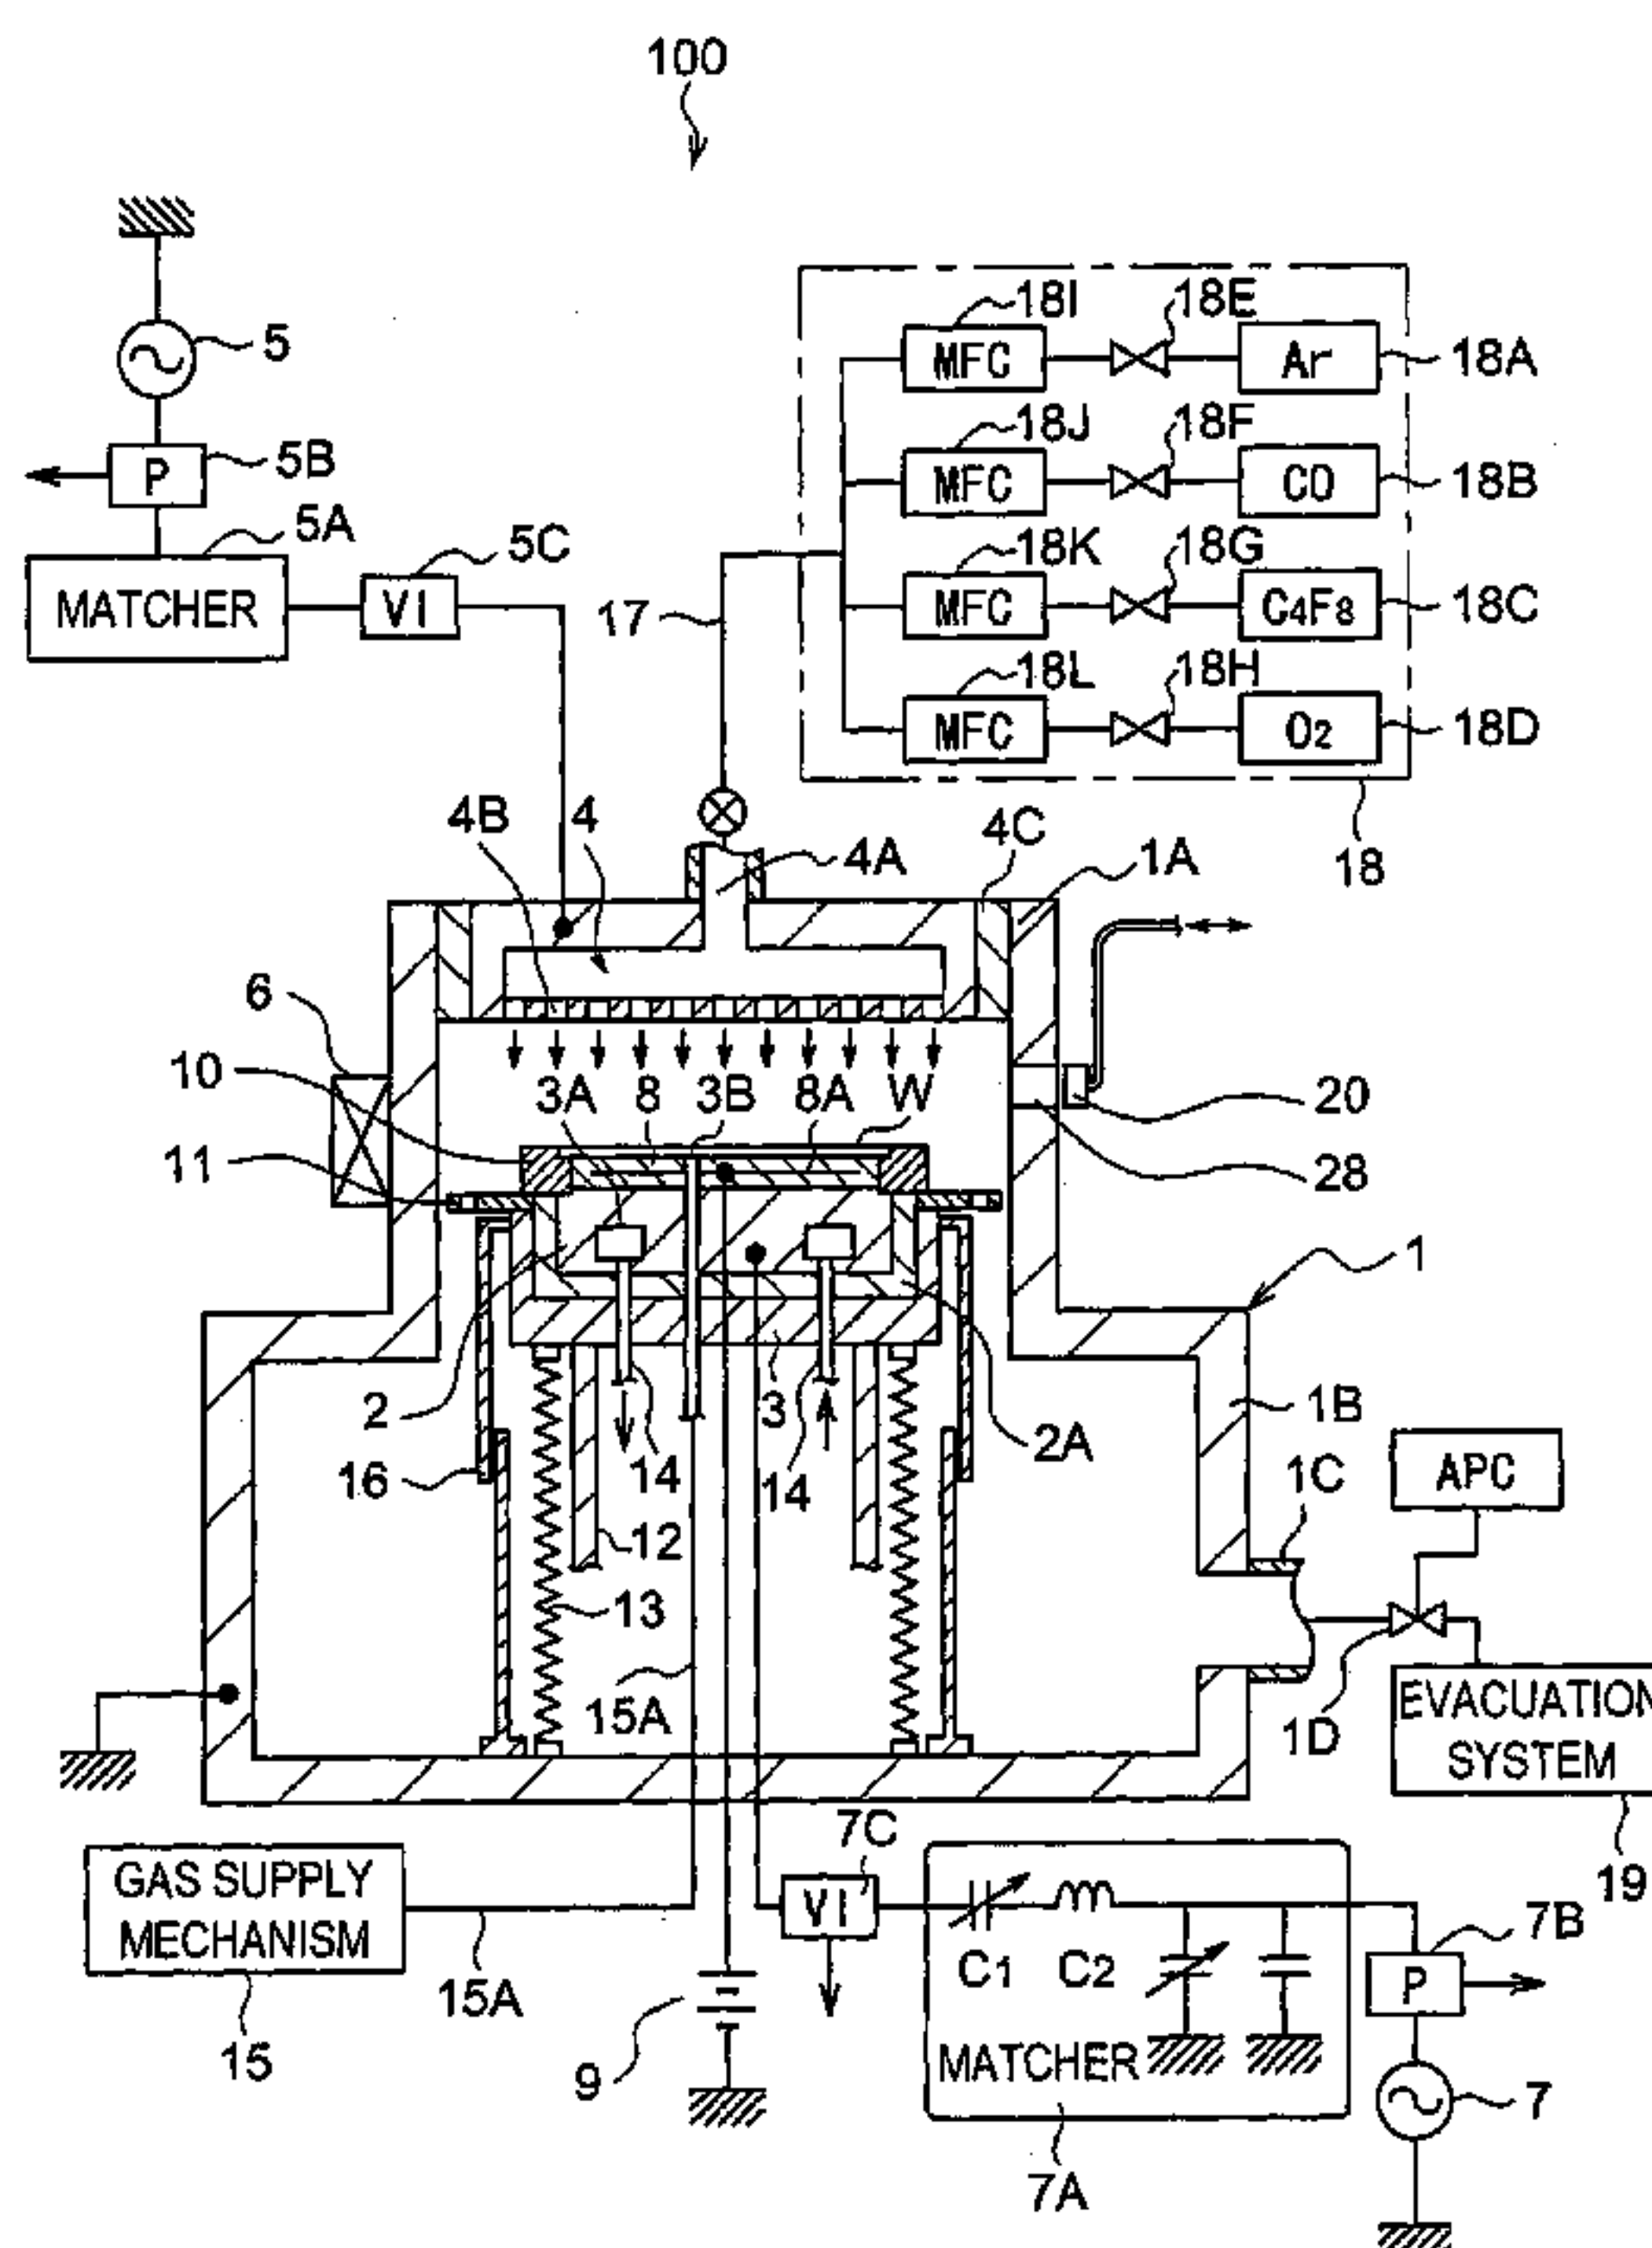 100
5
5B
P
5A
5C
MATCHER
VI
17
18I
18E
MFC
Ar
18A
18J
18F
MFC
CO
18B
18K
18G
MFC
C4F8
18C
18L
18H
MFC
O2
18D
18
4B
4
4A
4C
1A
6
10
3A
8
3B
8A
W
20
11
28
1
2
3
1B
2A
16
14
14
1C
APC
12
13
15A
1D
EVACUATION
SYSTEM
19
GAS SUPPLY
MECHANISM
15A
15
9
7C
VI
C1
C2
MATCHER
7A
7B
P
7